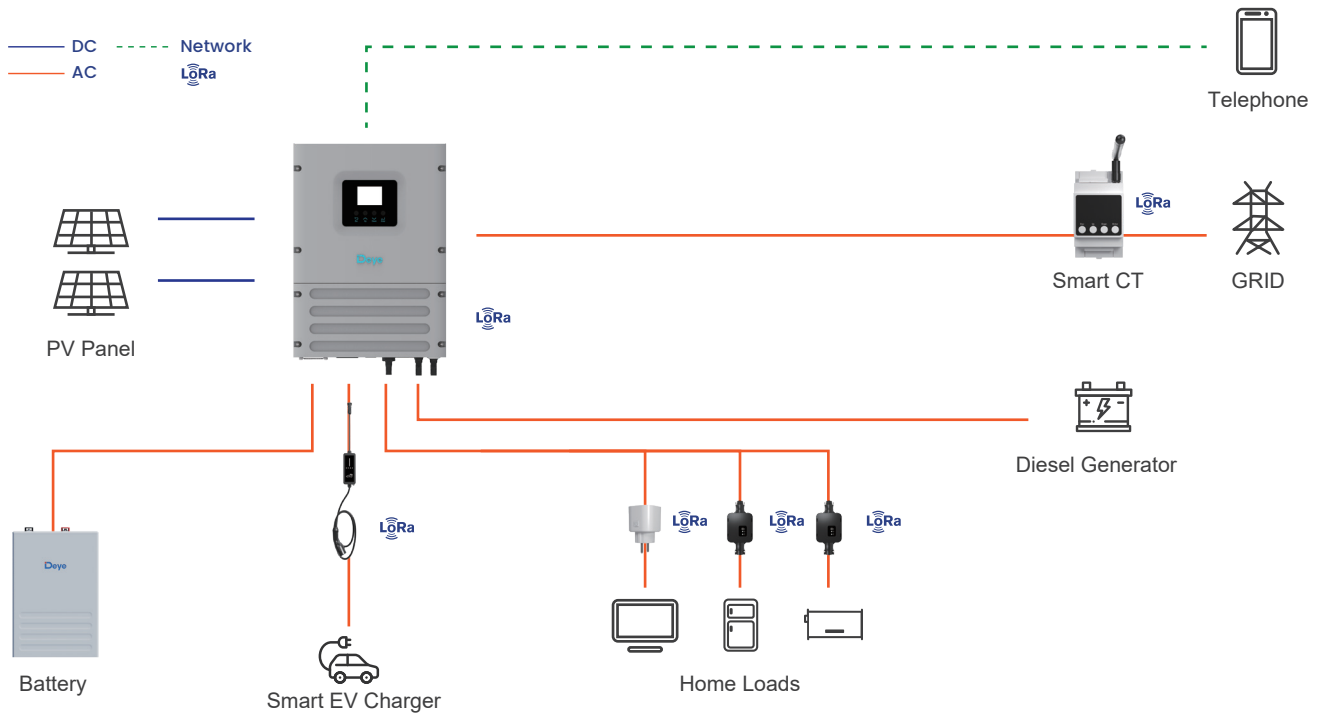 DC
Network
AC
LoRa
Telephone
LoRa
Smart CT
GRID
Deye
PV Panel
LoRa
Diesel Generator
LoRa
LoRa
LoRa
LoRa
Deye
Battery
Smart EV Charger
Home Loads